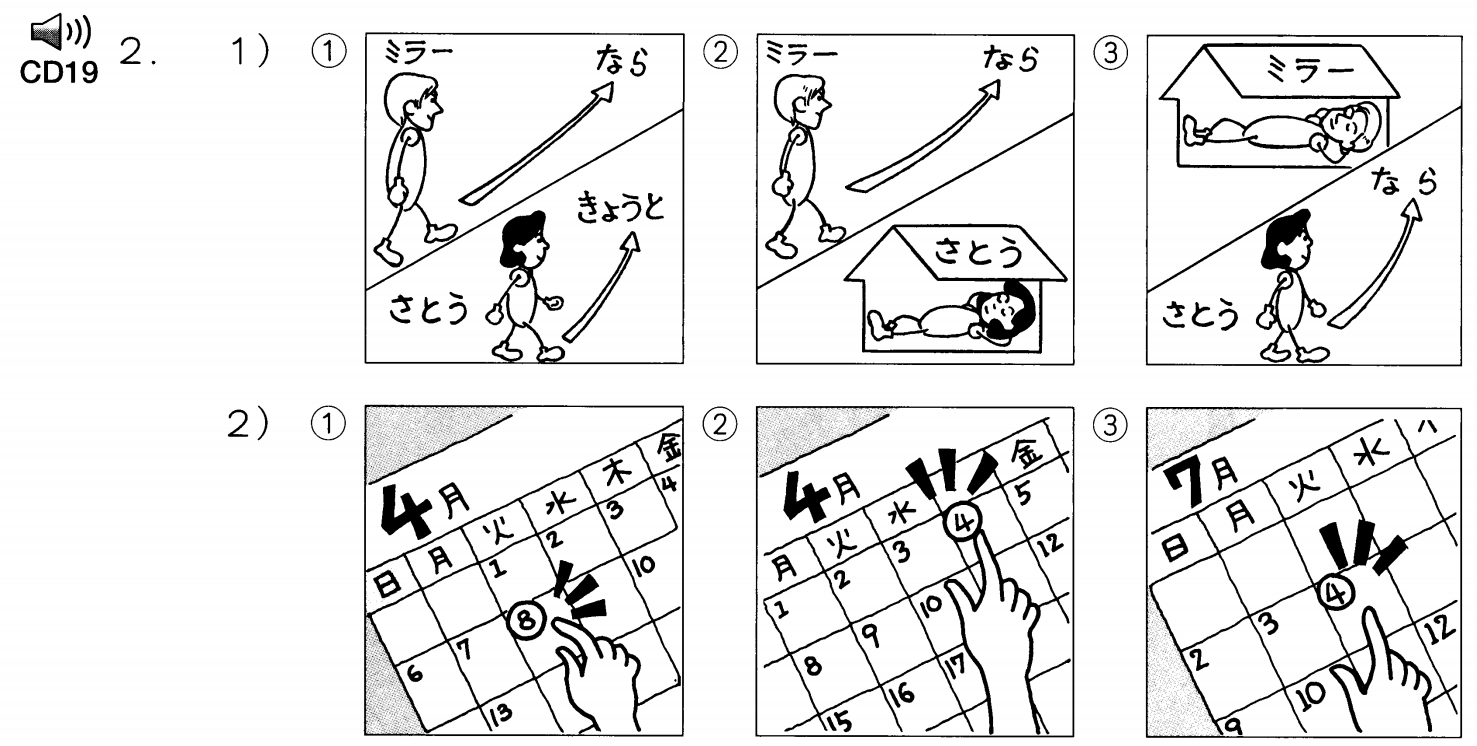 CD19
2. 1)
①
ミラー
なら
きょうと
さとう
②
ミラー
なら
さとう
③
ミラー
なら
さとう
2)
①
4月
日 月 火 水 木 金
1 2 3 4
6 7 8 10
13
②
4月
月 火 水 金
1 2 3 4 5
8 9 10 12
15 16 17
③
7月
日 月 火 水
2 3 4
9 10 12